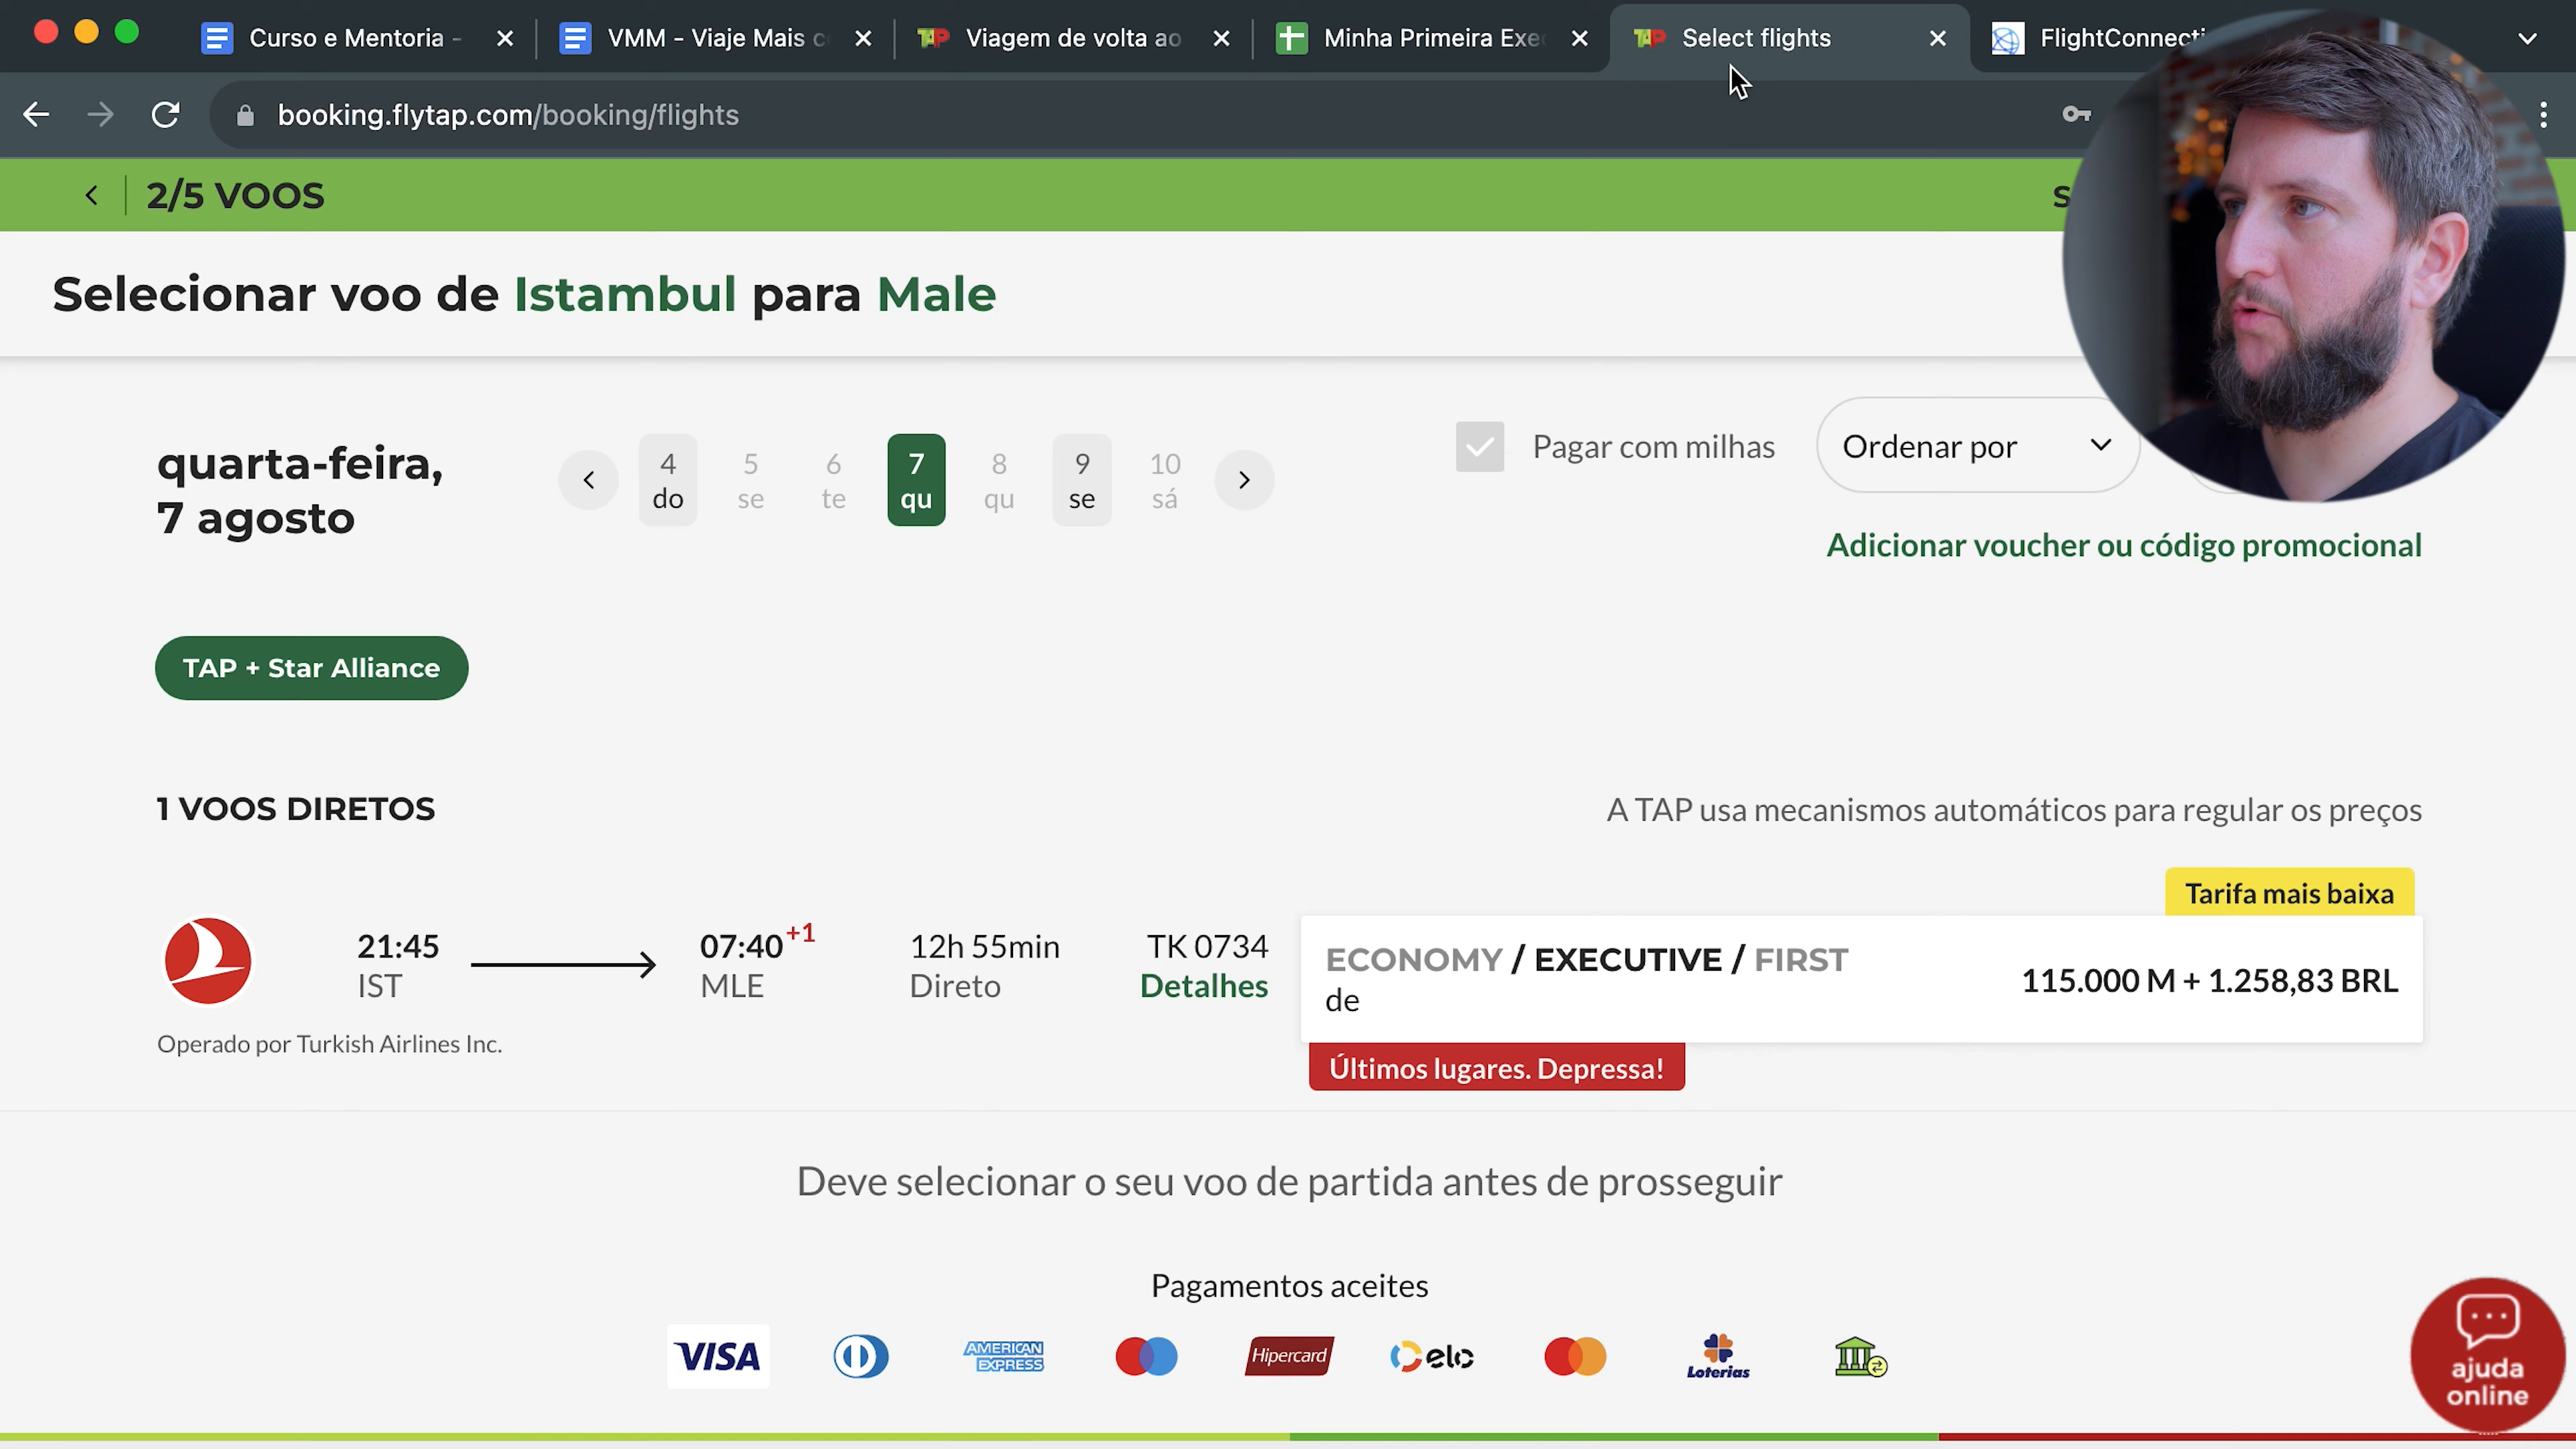 Curso e Mentoria -
VMM - Viaje Mais c
Viagem de volta ao
Minha Primeira Exe
Select flights
FlightConnecti
booking.flytap.com/booking/flights
2/5 VOOS
S
Selecionar voo de Istambul para Male
quarta-feira,
7 agosto
4
do
5
se
6
te
7
qu
8
qu
9
se
10
sá
Pagar com milhas
Ordenar por
Adicionar voucher ou código promocional
TAP + Star Alliance
1 VOOS DIRETOS
A TAP usa mecanismos automáticos para regular os preços
Tarifa mais baixa
21:45
IST
07:40 +1
MLE
12h 55min
Direto
TK 0734
Detalhes
ECONOMY / EXECUTIVE / FIRST
de
115.000 M + 1.258,83 BRL
Operado por Turkish Airlines Inc.
Últimos lugares. Depressa!
Deve selecionar o seu voo de partida antes de prosseguir
Pagamentos aceites
VISA
AMERICAN
EXPRESS
Hipercard
elo
Loterias
ajuda
online